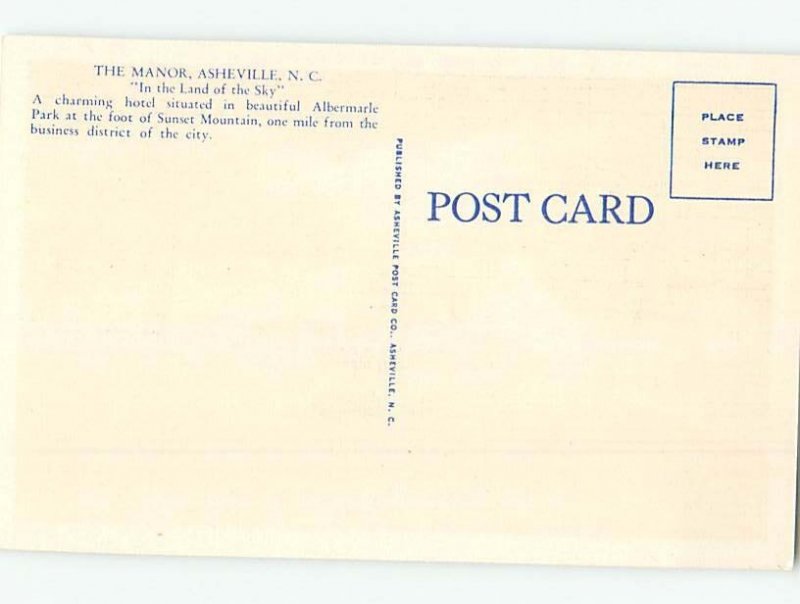 THE MANOR, ASHEVILLE, N. C.
"In the Land of the Sky"
A charming hotel situated in beautiful Albermarle
Park at the foot of Sunset Mountain, one mile from the
business district of the city.
PUBLISHED BY ASHEVILLE POST CARD CO., ASHEVILLE, N. C.
POST CARD
PLACE
STAMP
HERE